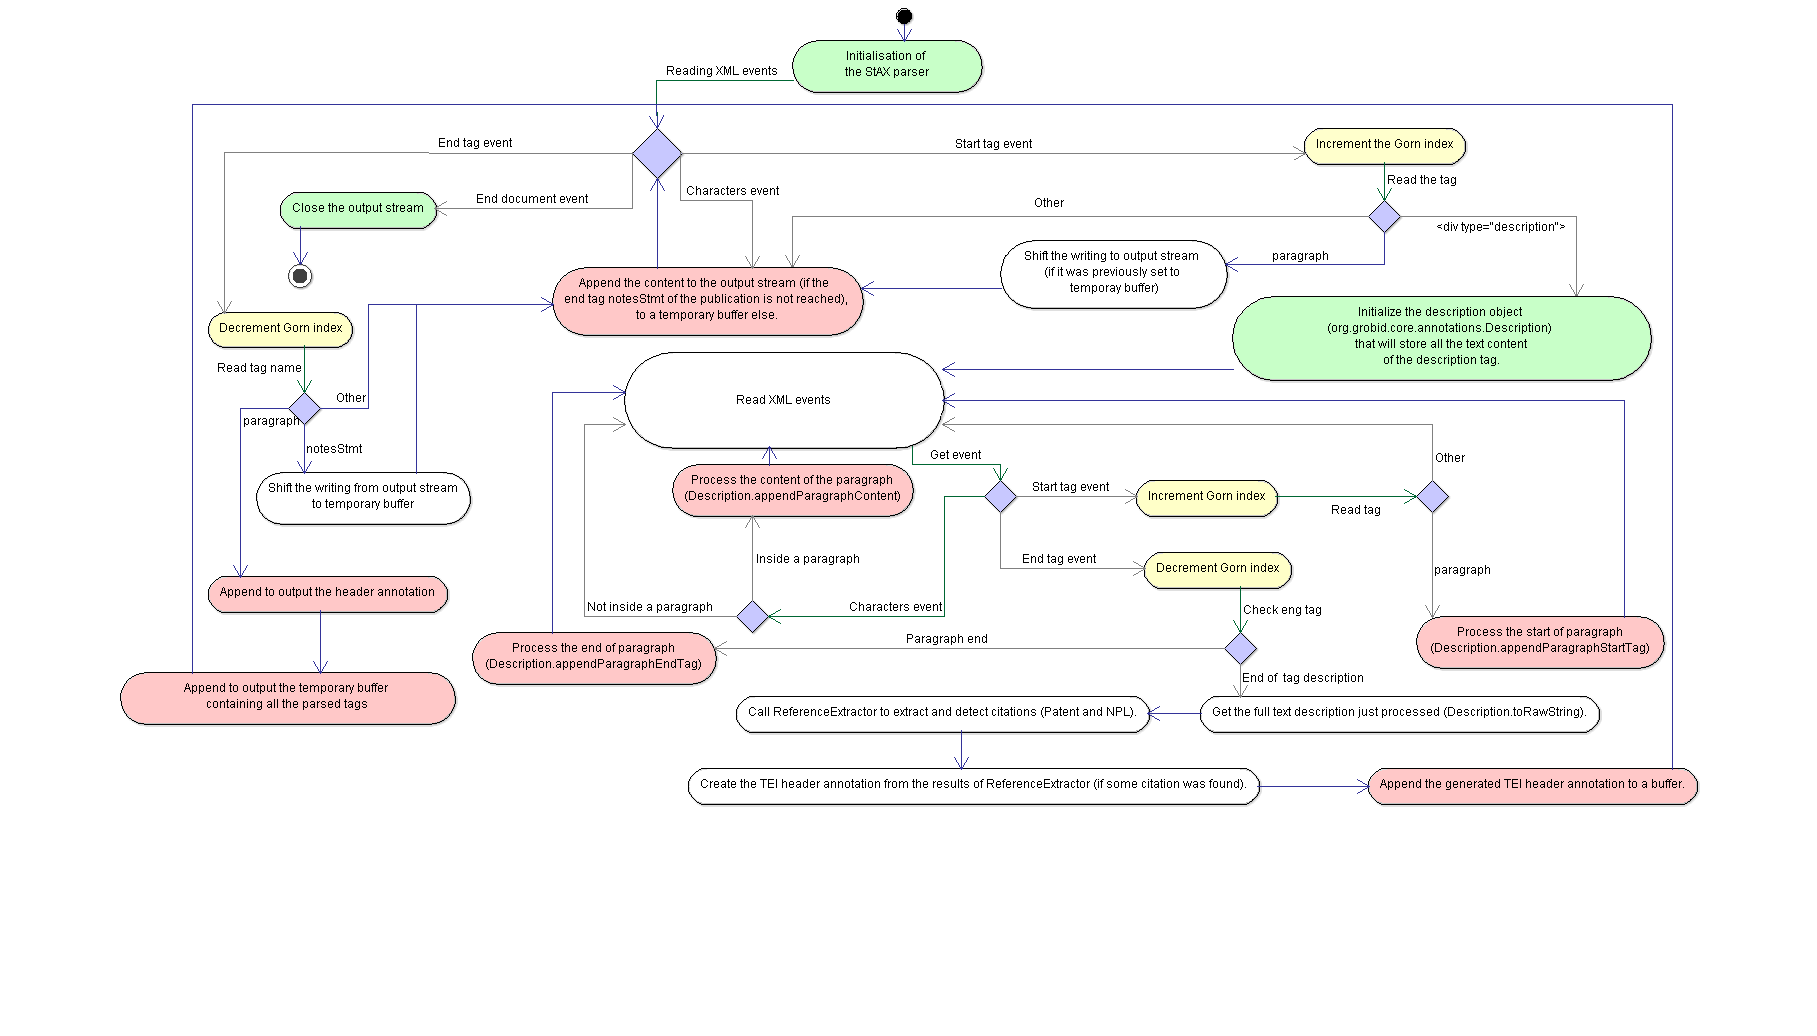 Initialisation of
the StAX parser
Reading XML events
End tag event
Start tag event
Increment the Gorn index
Read the tag
Characters event
End document event
Close the output stream
Other
<div type="description">
Shift the writing to output stream
(if it was previously set to
temporay buffer)
paragraph
Append the content to the output stream (if the
end tag notesStmt of the publication is not reached),
to a temporary buffer else.
Initialize the description object
(org.grobid.core.annotations.Description)
that will store all the text content
of the description tag.
Decrement Gorn index
Read tag name
Other
paragraph
notesStmt
Shift the writing from output stream
to temporary buffer
Read XML events
Get event
Other
Process the content of the paragraph
(Description.appendParagraphContent)
Start tag event
Increment Gorn index
Read tag
Inside a paragraph
End tag event
Decrement Gorn index
paragraph
Append to output the header annotation
Not inside a paragraph
Characters event
Check eng tag
Process the end of paragraph
(Description.appendParagraphEndTag)
Paragraph end
Process the start of paragraph
(Description.appendParagraphStartTag)
End of tag description
Append to output the temporary buffer
containing all the parsed tags
Call ReferenceExtractor to extract and detect citations (Patent and NPL).
Get the full text description just processed (Description.toRawString).
Create the TEI header annotation from the results of ReferenceExtractor (if some citation was found).
Append the generated TEI header annotation to a buffer.